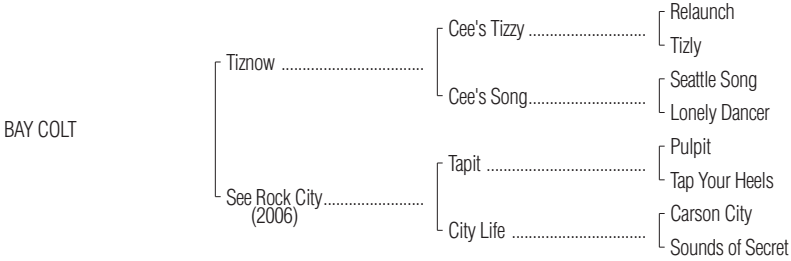 Relaunch
Cee's Tizzy ..............................
Tizly
Tiznow ....................................
Seattle Song
Cee's Song..............................
Lonely Dancer
BAY COLT
Pulpit
Tapit ........................................
Tap Your Heels
See Rock City..........................
(2006)
Carson City
City Life ..................................
Sounds of Secret